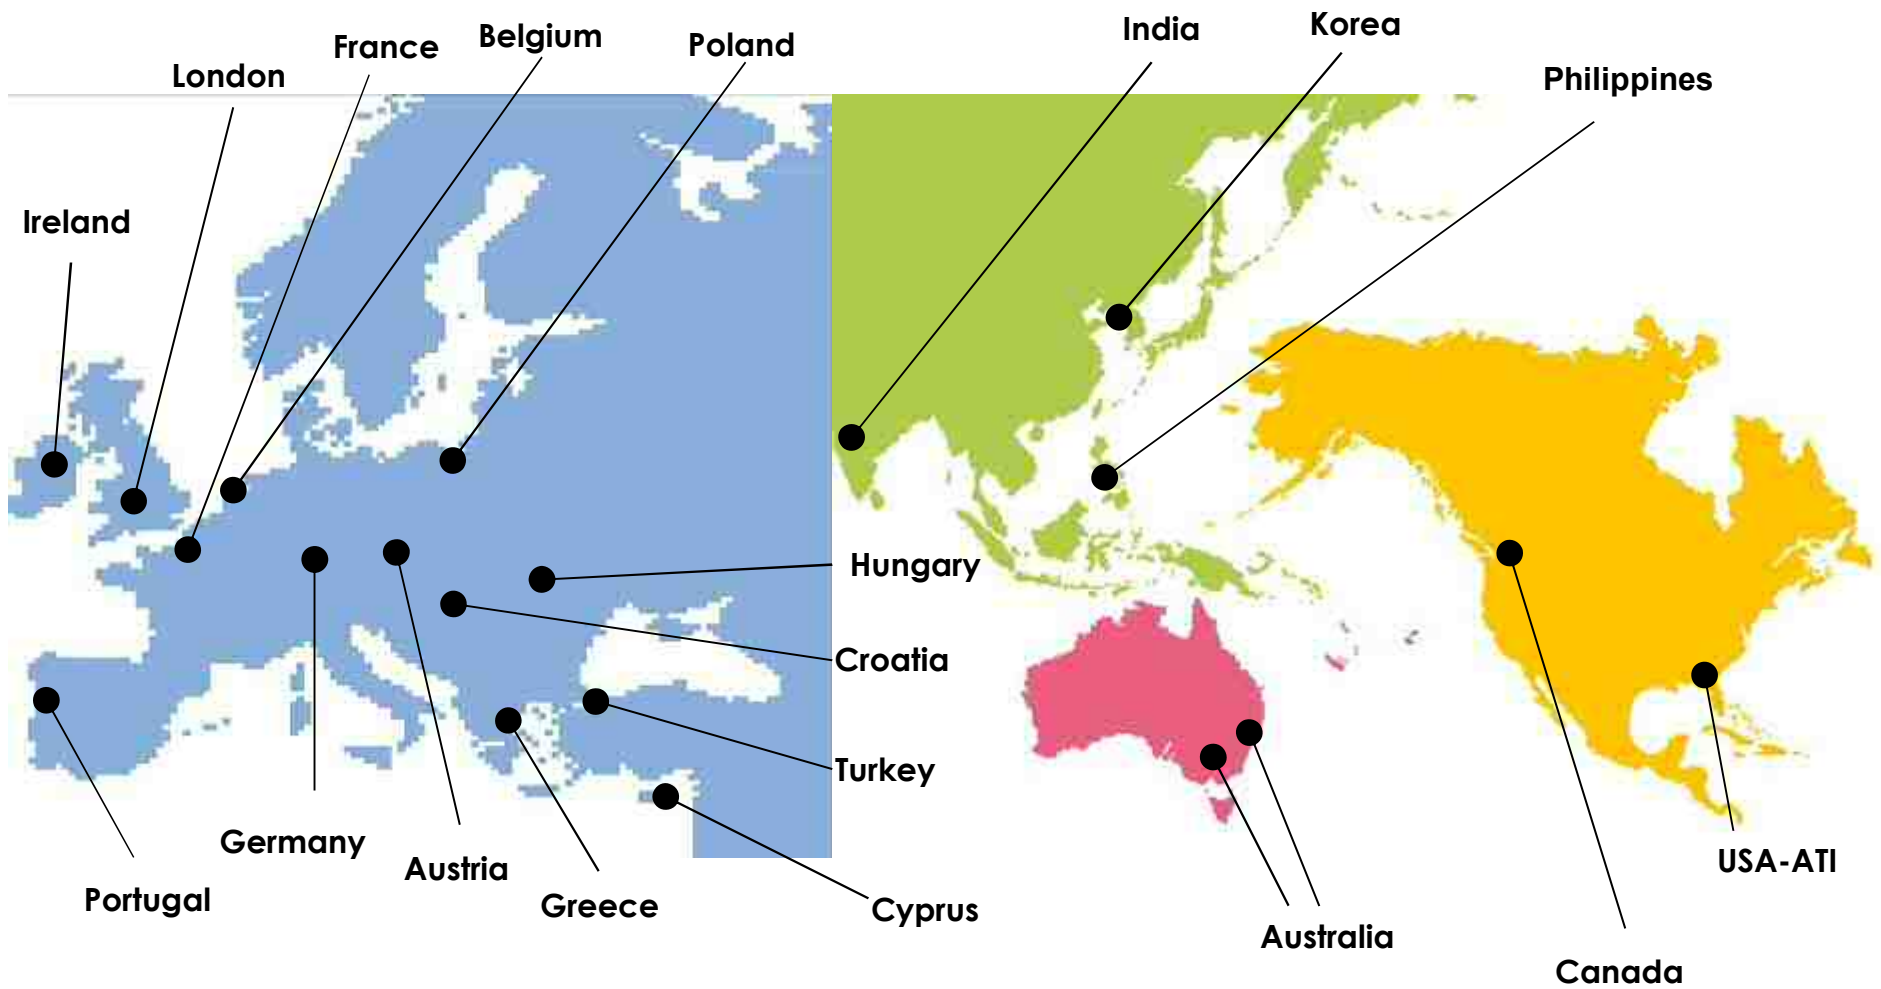 India
Korea
Belgium
France
Poland
London
Philippines
Ireland
Hungary
Croatia
Turkey
Germany
Austria
USA-ATI
Portugal
Greece
Cyprus
Australia
Canada